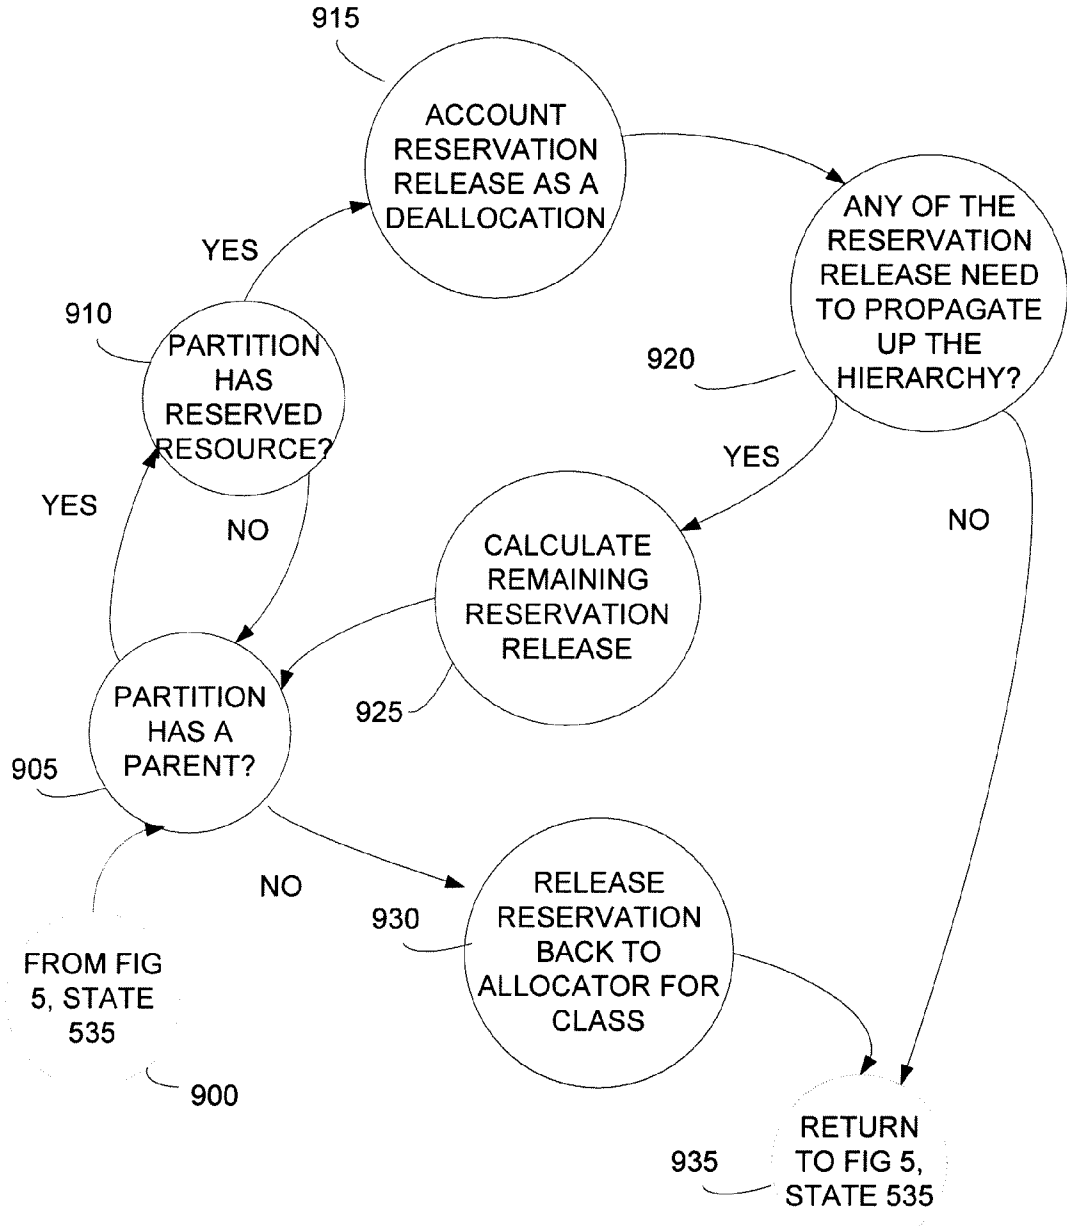 915
ACCOUNT
RESERVATION
RELEASE AS A
DEALLOCATION
ANY OF THE
RESERVATION
RELEASE NEED
TO PROPAGATE
UP THE
HIERARCHY?
YES
910
PARTITION
HAS
RESERVED
RESOURCE?
920
YES
YES
NO
NO
CALCULATE
REMAINING
RESERVATION
RELEASE
925
PARTITION
HAS A
PARENT?
905
NO
RELEASE
RESERVATION
BACK TO
ALLOCATOR FOR
CLASS
930
FROM FIG
5, STATE
535
900
RETURN
TO FIG 5,
STATE 535
935